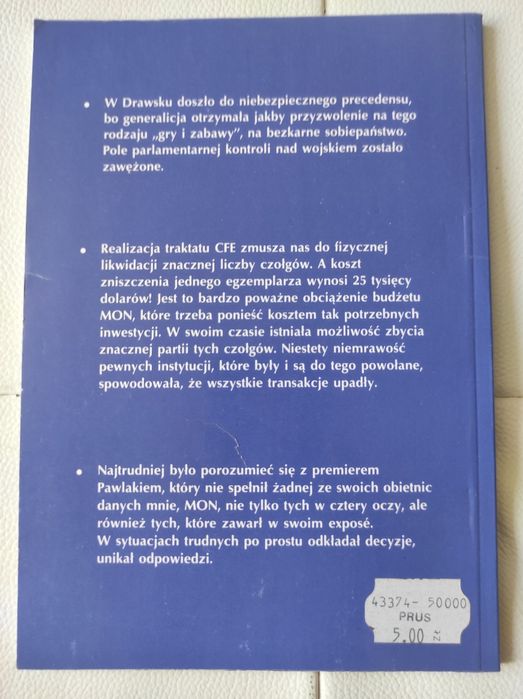 • W Drawsku doszło do niebezpiecznego precedensu,
bo generalicja otrzymała jakby przyzwolenie na tego
rodzaju „gry i zabawy”, na bezkarne sobiepaństwo.
Pole parlamentarnej kontroli nad wojskiem zostało
zawężone.
• Realizacja traktatu CFE zmusza nas do fizycznej
likwidacji znacznej liczby czołgów. A koszt
zniszczenia jednego egzemplarza wynosi 25 tysięcy
dolarów! Jest to bardzo poważne obciążenie budżetu
MON, które trzeba ponieść kosztem tak potrzebnych
inwestycji. W swoim czasie istniała możliwość zbycia
znacznej partii tych czołgów. Niestety niemrawość
pewnych instytucji, które były i są do tego powołane,
spowodowała, że wszystkie transakcje upadły.
• Najtrudniej było porozumieć się z premierem
Pawlakiem, który nie spełnił żadnej ze swoich obietnic
danych mnie, MON, nie tylko tych w cztery oczy, ale
również tych, które zawarł w swoim exposé.
W sytuacjach trudnych po prostu odkładał decyzje,
unikał odpowiedzi.
43374- 50000
PRUS
5.00 zł